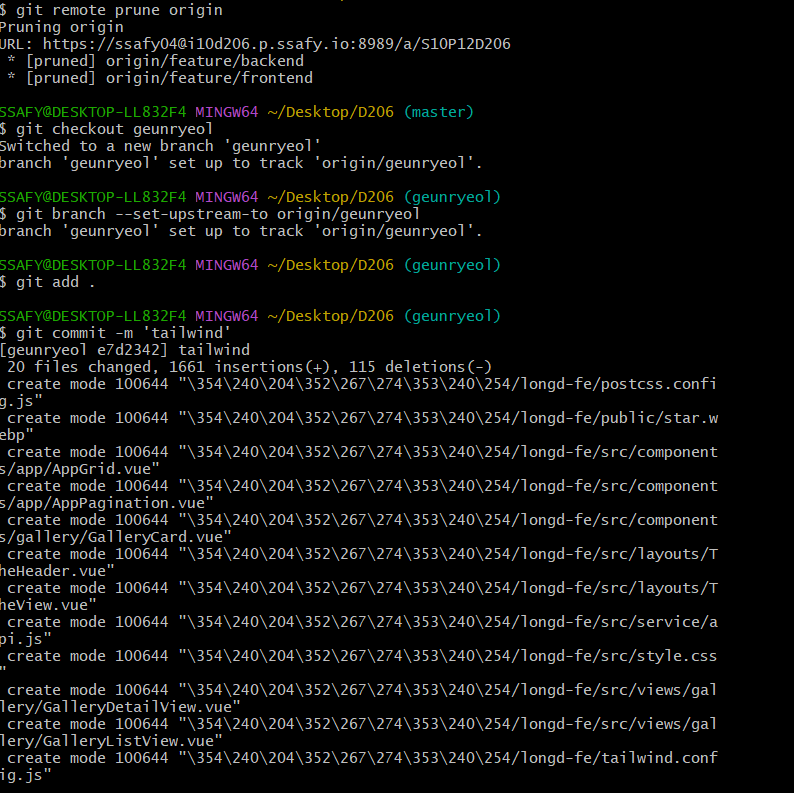 $ git remote prune origin
Pruning origin
URL: https://ssafy04@i10d206.p.ssafy.io:8989/a/S10P12D206
 * [pruned] origin/feature/backend
 * [pruned] origin/feature/frontend
SSAFY@DESKTOP-LL832F4 MINGW64 ~/Desktop/D206 (master)
$ git checkout geunryeol
Switched to a new branch 'geunryeol'
branch 'geunryeol' set up to track 'origin/geunryeol'.
SSAFY@DESKTOP-LL832F4 MINGW64 ~/Desktop/D206 (geunryeol)
$ git branch --set-upstream-to origin/geunryeol
branch 'geunryeol' set up to track 'origin/geunryeol'.
SSAFY@DESKTOP-LL832F4 MINGW64 ~/Desktop/D206 (geunryeol)
$ git add .
SSAFY@DESKTOP-LL832F4 MINGW64 ~/Desktop/D206 (geunryeol)
$ git commit -m 'tailwind'
[geunryeol e7d2342] tailwind
 20 files changed, 1661 insertions(+), 115 deletions(-)
 create mode 100644 "\354\240\204\352\267\274\353\240\254/longd-fe/postcss.confi
g.js"
 create mode 100644 "\354\240\204\352\267\274\353\240\254/longd-fe/public/star.w
ebp"
 create mode 100644 "\354\240\204\352\267\274\353\240\254/longd-fe/src/component
s/app/AppGrid.vue"
 create mode 100644 "\354\240\204\352\267\274\353\240\254/longd-fe/src/component
s/app/AppPagination.vue"
 create mode 100644 "\354\240\204\352\267\274\353\240\254/longd-fe/src/component
s/gallery/GalleryCard.vue"
 create mode 100644 "\354\240\204\352\267\274\353\240\254/longd-fe/src/layouts/T
heHeader.vue"
 create mode 100644 "\354\240\204\352\267\274\353\240\254/longd-fe/src/layouts/T
heView.vue"
 create mode 100644 "\354\240\204\352\267\274\353\240\254/longd-fe/src/service/a
pi.js"
 create mode 100644 "\354\240\204\352\267\274\353\240\254/longd-fe/src/style.css
"
 create mode 100644 "\354\240\204\352\267\274\353\240\254/longd-fe/src/views/gal
lery/GalleryDetailView.vue"
 create mode 100644 "\354\240\204\352\267\274\353\240\254/longd-fe/src/views/gal
lery/GalleryListView.vue"
 create mode 100644 "\354\240\204\352\267\274\353\240\254/longd-fe/tailwind.conf
ig.js"